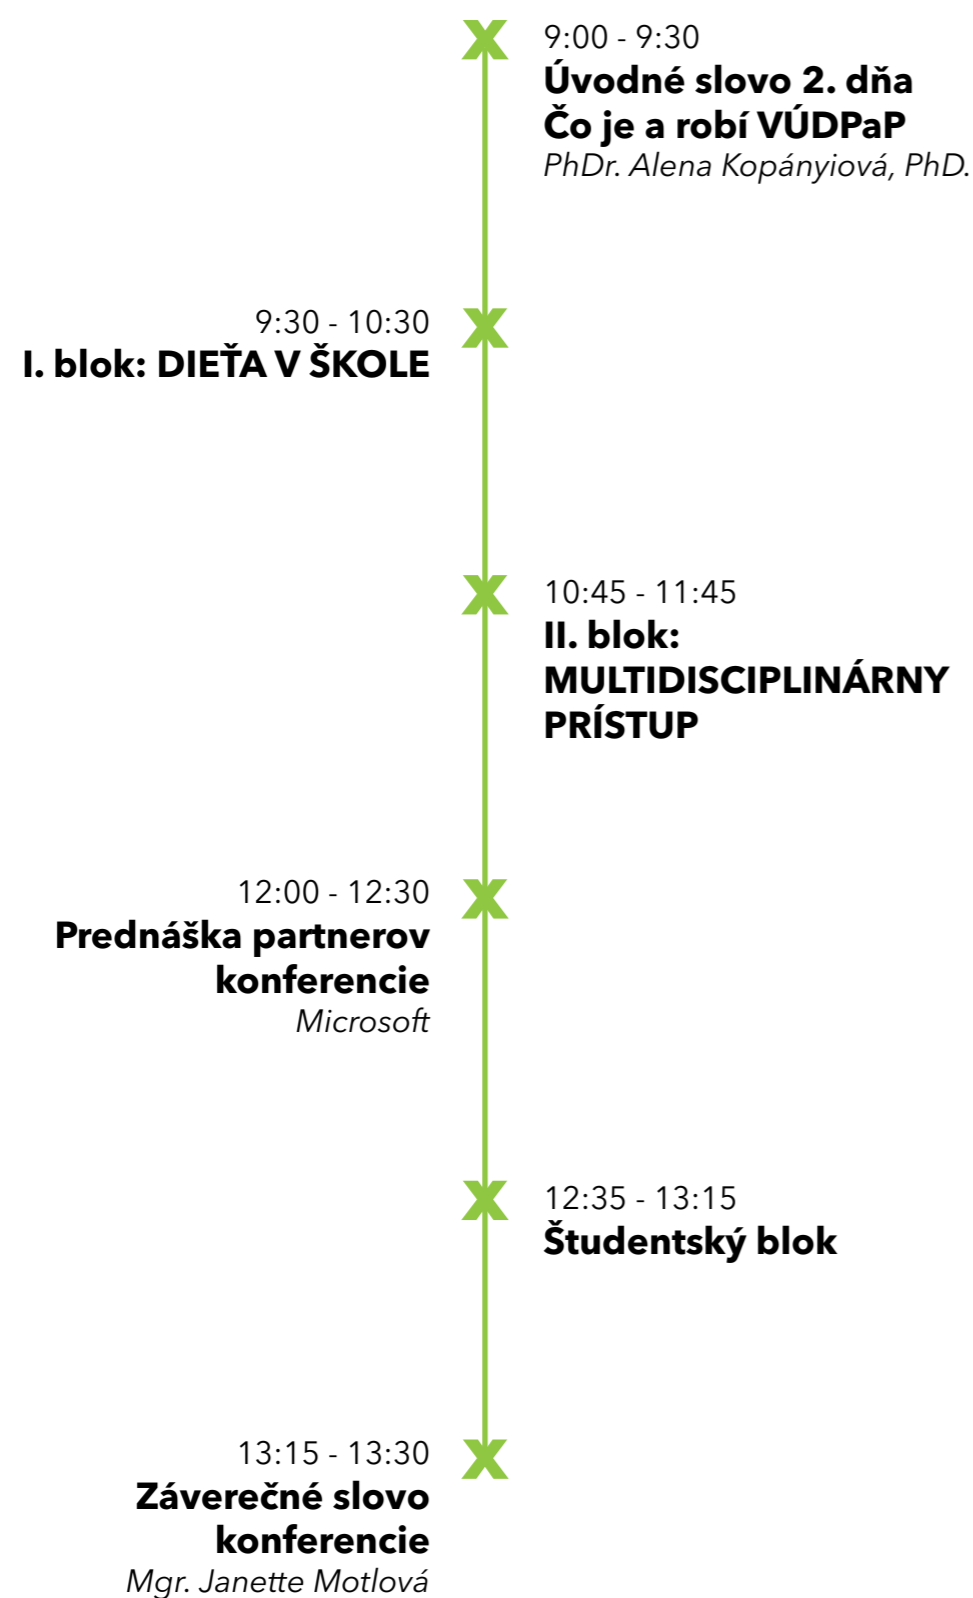 9:00 - 9:30
Úvodné slovo 2. dňa
Čo je a robí VÚDPaP
PhDr. Alena Kopányiová, PhD.
9:30 - 10:30
I. blok: DIEŤA V ŠKOLE
10:45 - 11:45
II. blok:
MULTIDISCIPLINÁRNY
PRÍSTUP
12:00 - 12:30
Prednáška partnerov
konferencie
Microsoft
12:35 - 13:15
Študentský blok
13:15 - 13:30
Záverečné slovo
konferencie
Mgr. Janette Motlová